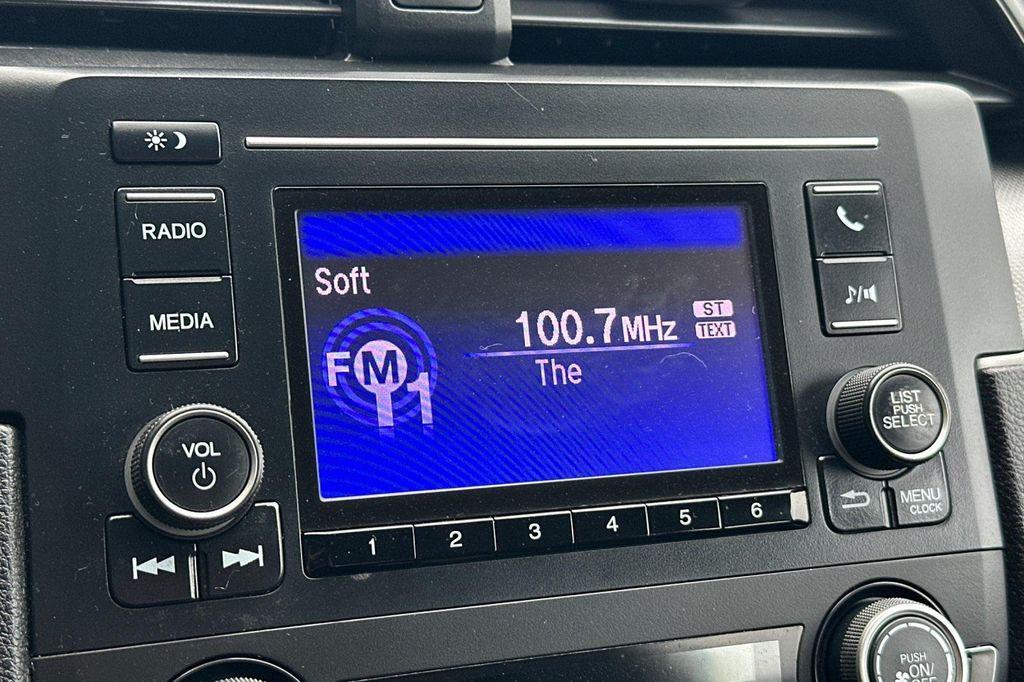 RADIO
MEDIA
VOL
Soft
FM1
100.7MHz
ST
TEXT
The
1 2 3 4 5 6
LIST
PUSH
SELECT
MENU
CLOCK
PUSH
ON/
OFF